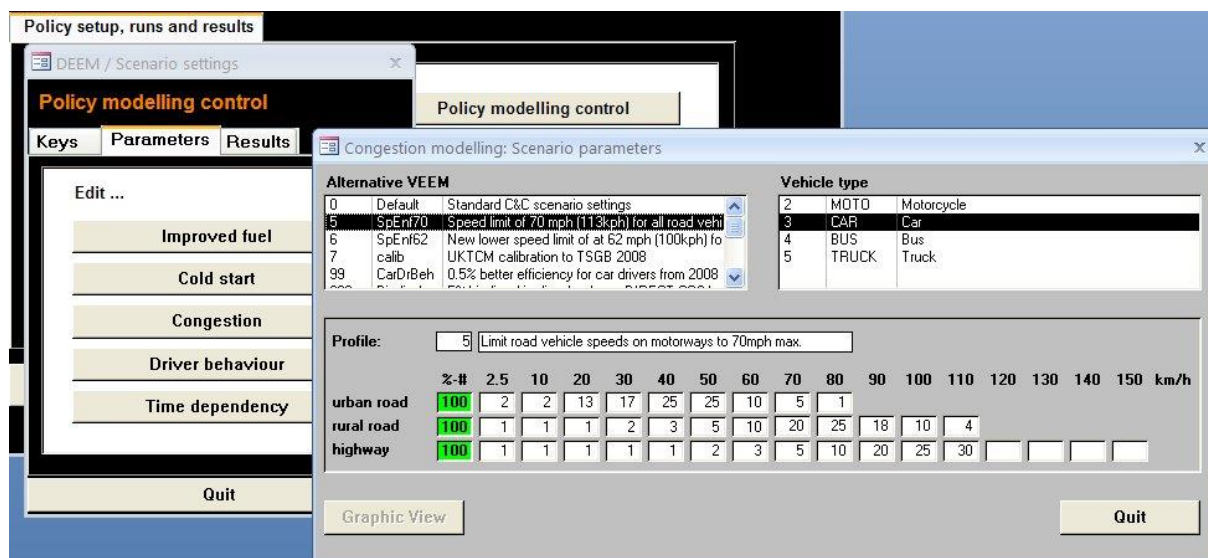 Policy setup, runs and results
DEEM / Scenario settings
Policy modelling control
Policy modelling control
Keys Parameters Results
Edit ...
Improved fuel
Cold start
Congestion
Driver behaviour
Time dependency
Quit
Congestion modelling: Scenario parameters
Alternative VEEM
0 Default Standard C&C scenario settings
5 SpEnf70 Speed limit of 70 mph (113kph) for all road vehi
6 SpEnf62 New lower speed limit of at 62 mph (100kph) fo
7 calib UKTCM calibration to TSGB 2008
99 CarDrBeh 0.5% better efficiency for car drivers from 2008
Vehicle type
2 MOTO Motorcycle
3 CAR Car
4 BUS Bus
5 TRUCK Truck
Profile: 5 Limit road vehicle speeds on motorways to 70mph max.
%-# 2.5 10 20 30 40 50 60 70 80 90 100 110 120 130 140 150 km/h
urban road 100 2 2 13 17 25 25 10 5 1
rural road 100 1 1 1 2 3 5 10 20 25 18 10 4
highway 100 1 1 1 1 1 2 3 5 10 20 25 30
Graphic View
Quit